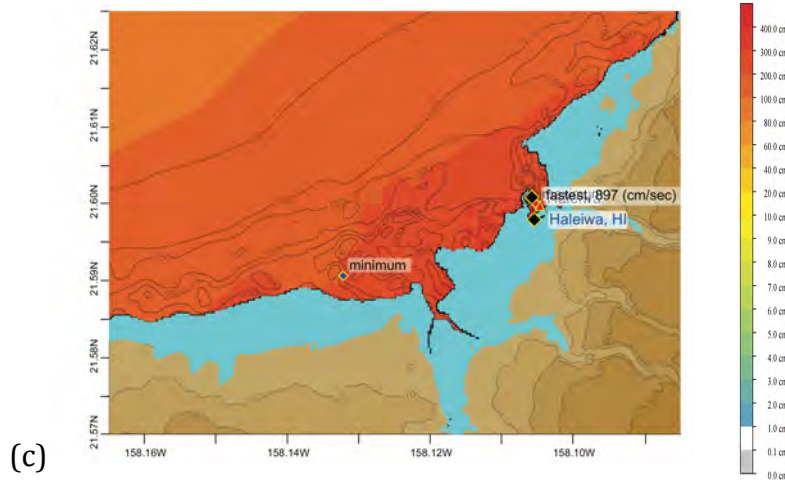 21.62N
21.61N
21.60N
21.59N
21.58N
21.57N
fastest, 897 (cm/sec)
Haleiwa, HI
minimum
158.16W 158.14W 158.12W 158.10W
400.0 c
300.0 c
200.0 c
100.0 c
80.0 cm
60.0 cm
40.0 cm
20.0 cm
10.0 cm
9.0 cm
8.0 cm
7.0 cm
6.0 cm
5.0 cm
4.0 cm
3.0 cm
2.0 cm
1.0 cm
0.1 cm
0.0 cm
(c)